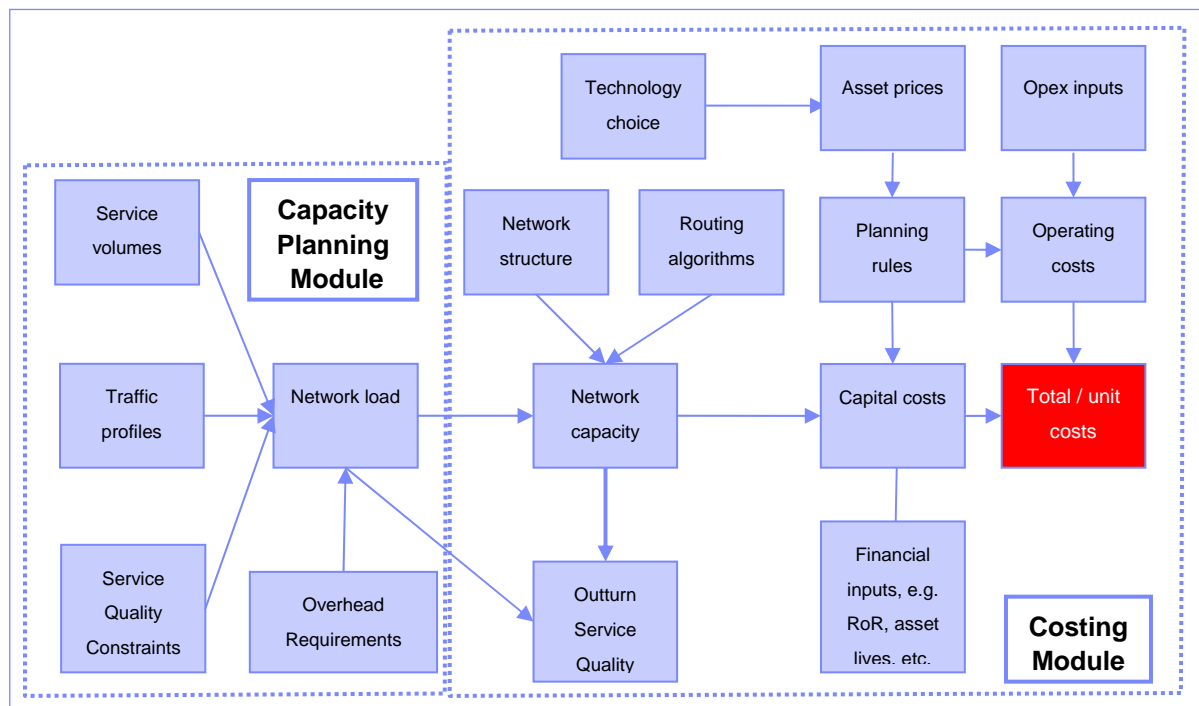 Technology
choice
Asset prices
Opex inputs
Service
volumes
Capacity
Planning
Module
Network
structure
Routing
algorithms
Planning
rules
Operating
costs
Traffic
profiles
Network load
Network
capacity
Capital costs
Total / unit
costs
Service
Quality
Constraints
Overhead
Requirements
Outturn
Service
Quality
Financial
inputs, e.g.
RoR, asset
lives, etc.
Costing
Module